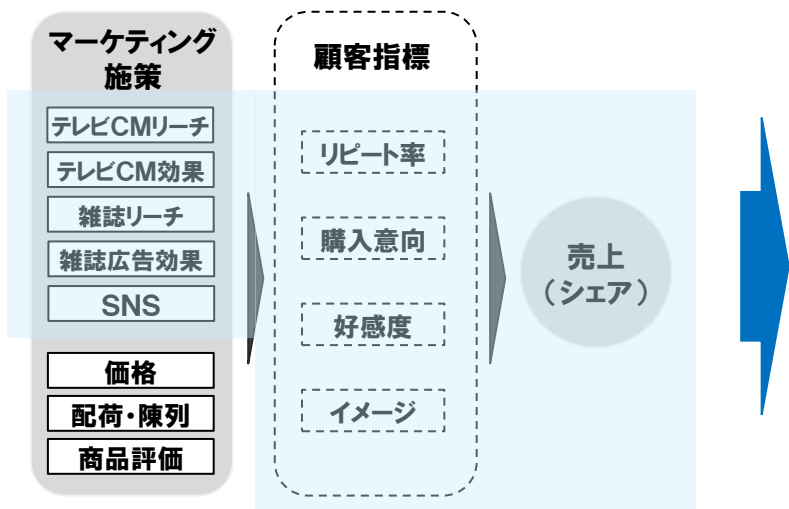 マーケティング
施策
テレビCMリーチ
テレビCM効果
雑誌リーチ
雑誌広告効果
SNS
価格
配荷・陳列
商品評価
顧客指標
リピート率
購入意向
好感度
イメージ
売上
（シェア）